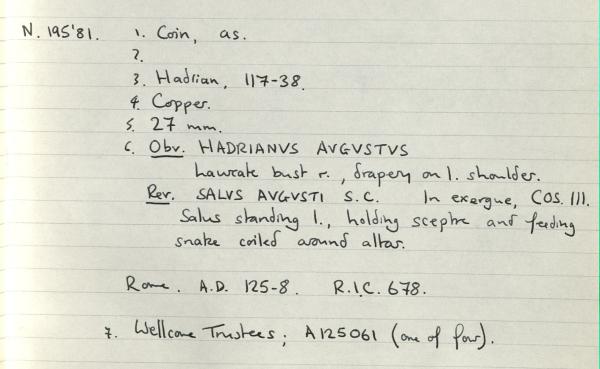 N. 195'81. 1. Coin, as.
2.
3. Hadrian, 117-38.
4. Copper.
5. 27 mm.
6. Obv. HADRIANVS AVGVSTVS
Laureate bust r., drapery on l. shoulder.
Rev. SALVS AVGVSTI S.C. In exergue, COS. III.
Salus standing l., holding sceptre and feeding
snake coiled around altar.
Rome. A.D. 125-8. R.I.C. 678.
7. Wellcome Trustees; A125061 (one of four).